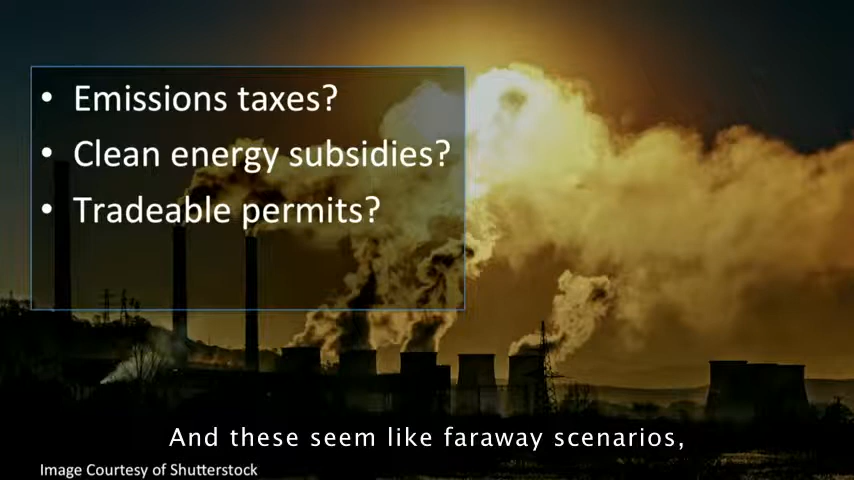 • Emissions taxes?
• Clean energy subsidies?
• Tradeable permits?
And these seem like faraway scenarios,
Image Courtesy of Shutterstock